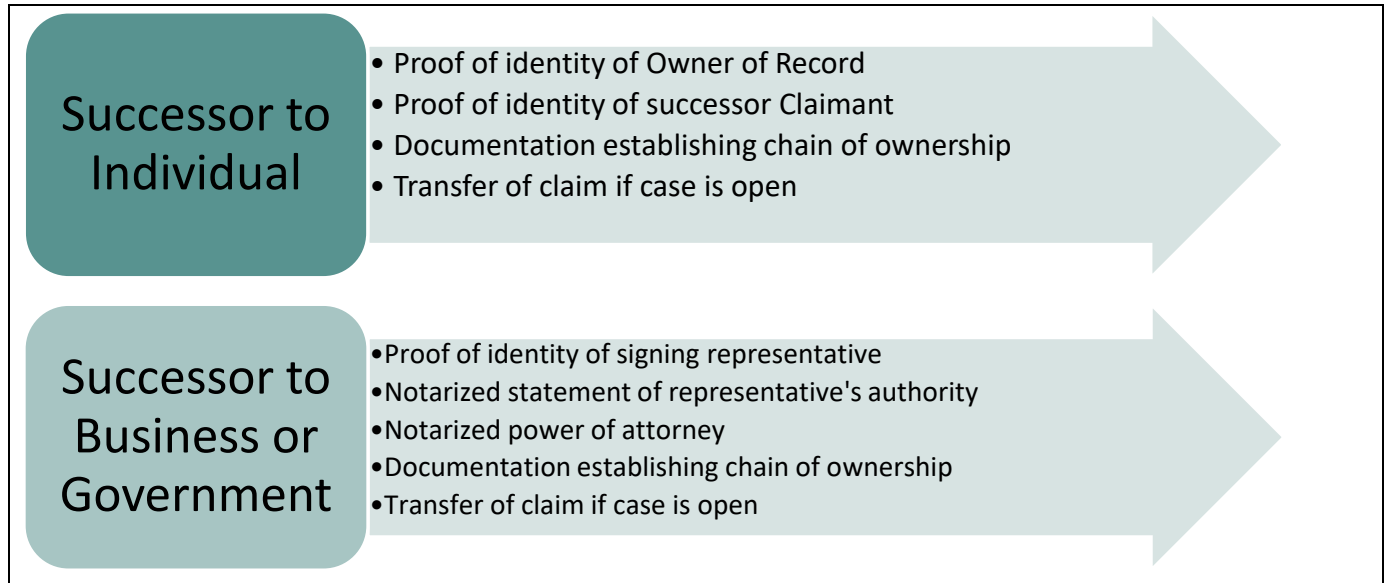 Successor to
Individual
• Proof of identity of Owner of Record
• Proof of identity of successor Claimant
• Documentation establishing chain of ownership
• Transfer of claim if case is open
Successor to
Business or
Government
•Proof of identity of signing representative
•Notarized statement of representative's authority
•Notarized power of attorney
•Documentation establishing chain of ownership
•Transfer of claim if case is open